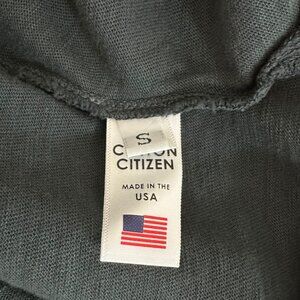 S
CITIZEN
MADE IN THE
USA